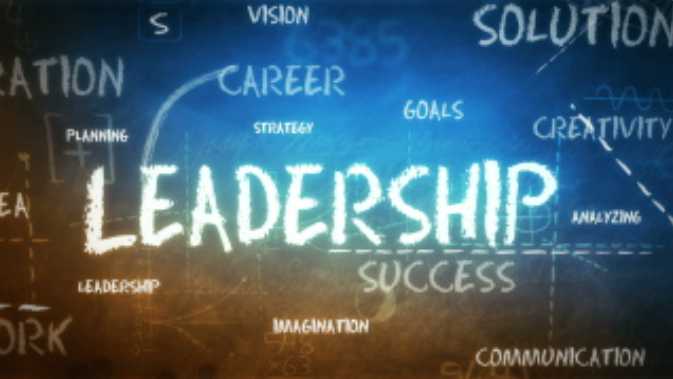 S
VISION
SOLUTION
6385
RATION
CAREER
GOALS
CREATIVITY
PLANNING
STRATEGY
LEADERSHIP
EA
ANALYZING
SUCCESS
LEADERSHIP
IMAGINATION
ORK
COMMUNICATION